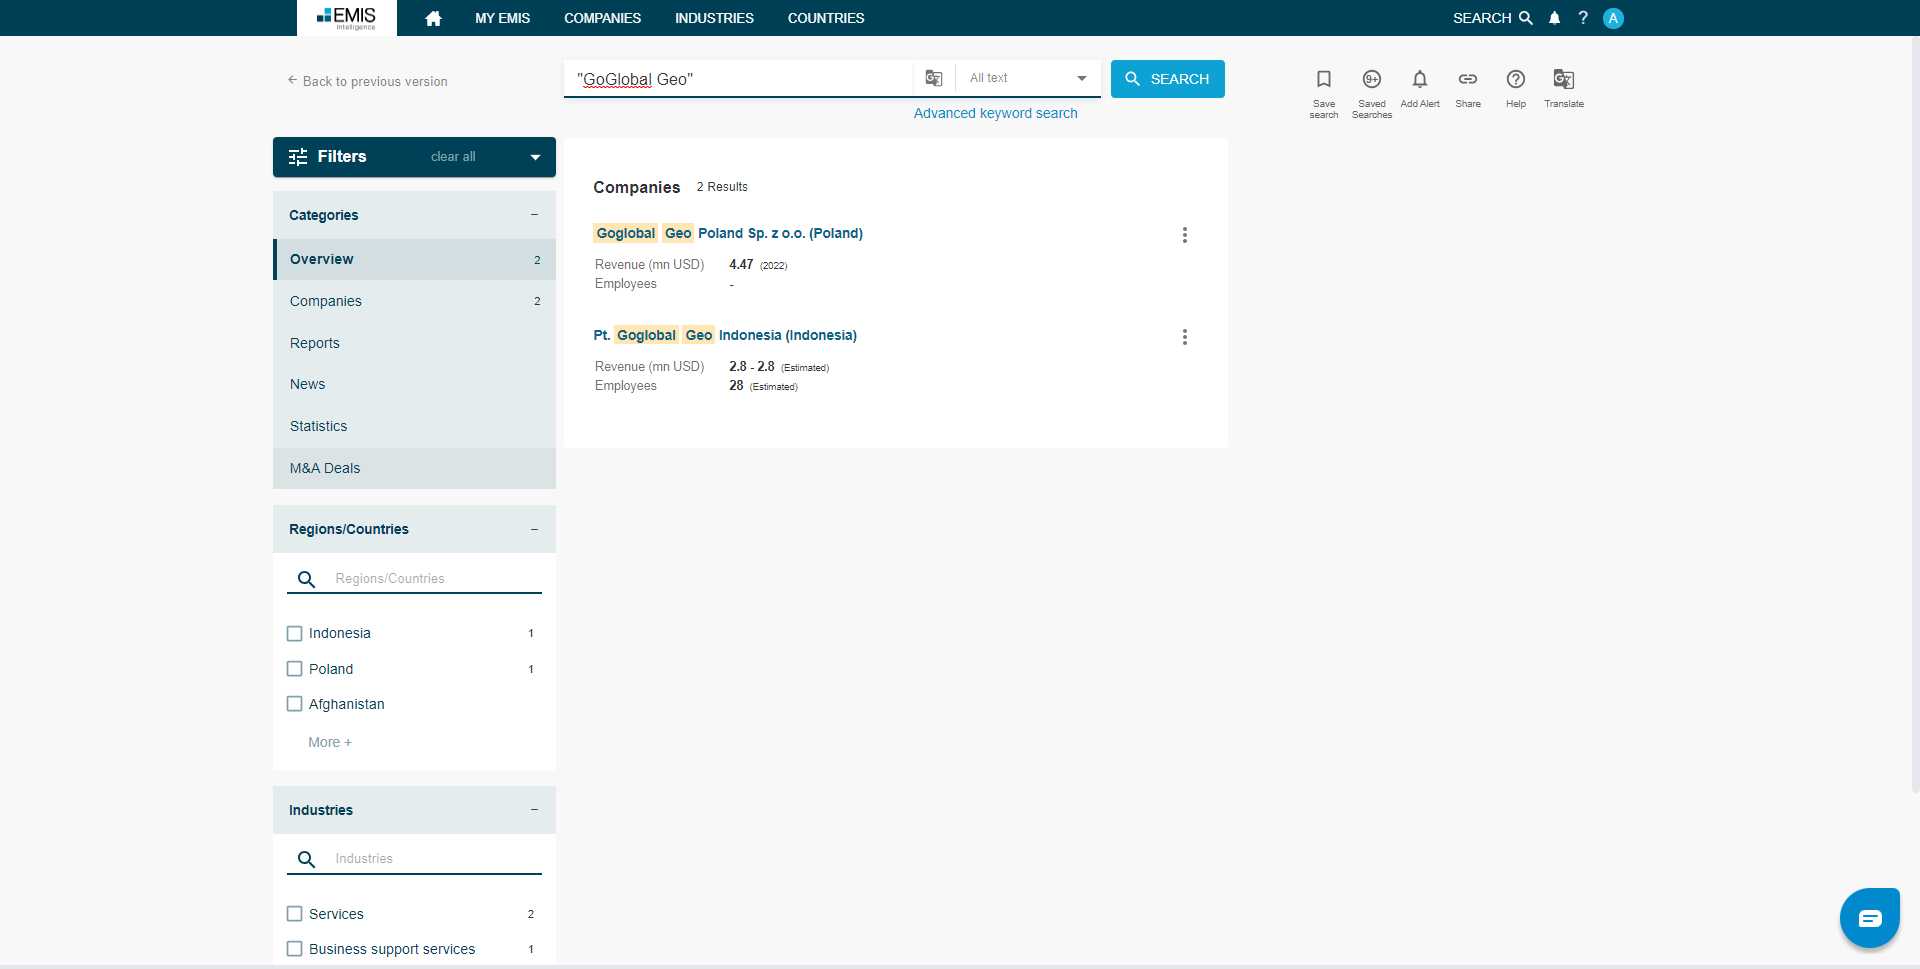 EMIS
Intelligence
MY EMIS
COMPANIES
INDUSTRIES
COUNTRIES
SEARCH
?
A
Back to previous version
"GoGlobal Geo"
All text
SEARCH
Advanced keyword search
Save search
9+
Saved Searches
Add Alert
Share
Help
Translate
Filters
clear all
Categories
Overview 2
Companies 2
Reports
News
Statistics
M&A Deals
Regions/Countries
Regions/Countries
Indonesia 1
Poland 1
Afghanistan
More +
Industries
Industries
Services 2
Business support services 1
Companies 2 Results
Goglobal Geo Poland Sp. z o.o. (Poland)
Revenue (mn USD) 4.47 (2022)
Employees -
Pt. Goglobal Geo Indonesia (Indonesia)
Revenue (mn USD) 2.8 - 2.8 (Estimated)
Employees 28 (Estimated)